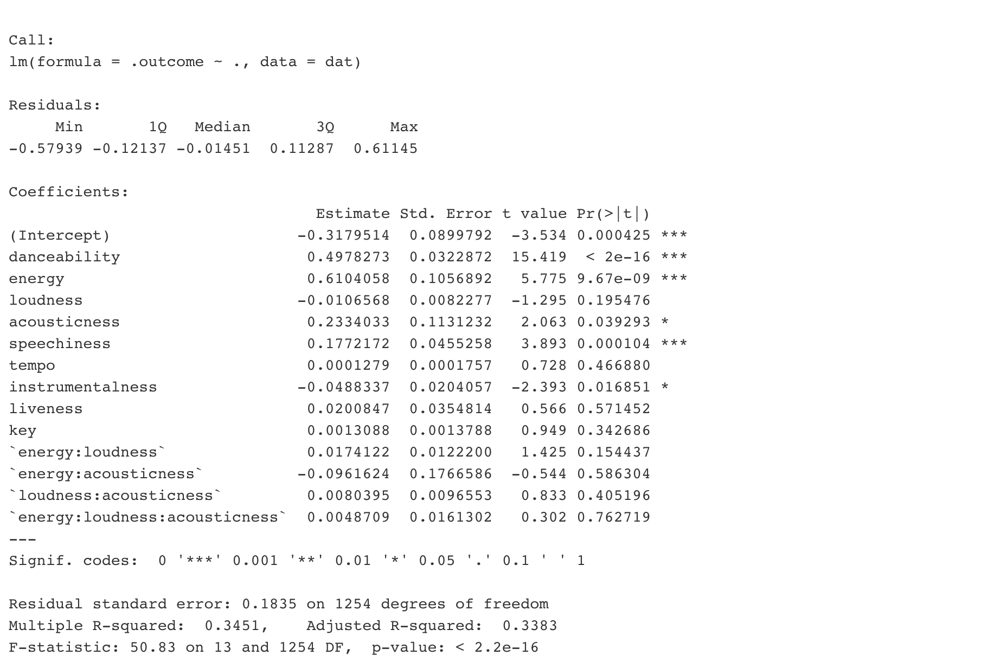 Call:
lm(formula = .outcome ~ ., data = dat)
Residuals:
     Min       1Q   Median       3Q      Max
-0.57939 -0.12137 -0.01451  0.11287  0.61145
Coefficients:
                                 Estimate Std. Error t value Pr(>|t|)
(Intercept)                    -0.3179514  0.0899792  -3.534 0.000425 ***
danceability                    0.4978273  0.0322872  15.419  < 2e-16 ***
energy                          0.6104058  0.1056892   5.775 9.67e-09 ***
loudness                       -0.0106568  0.0082277  -1.295 0.195476
acousticness                    0.2334033  0.1131232   2.063 0.039293 *
speechiness                     0.1772172  0.0455258   3.893 0.000104 ***
tempo                           0.0001279  0.0001757   0.728 0.466880
instrumentalness               -0.0488337  0.0204057  -2.393 0.016851 *
liveness                        0.0200847  0.0354814   0.566 0.571452
key                             0.0013088  0.0013788   0.949 0.342686
`energy:loudness`               0.0174122  0.0122200   1.425 0.154437
`energy:acousticness`          -0.0961624  0.1766586  -0.544 0.586304
`loudness:acousticness`         0.0080395  0.0096553   0.833 0.405196
`energy:loudness:acousticness`  0.0048709  0.0161302   0.302 0.762719
---
Signif. codes:  0 '***' 0.001 '**' 0.01 '*' 0.05 '.' 0.1 ' ' 1
Residual standard error: 0.1835 on 1254 degrees of freedom
Multiple R-squared:  0.3451,    Adjusted R-squared:  0.3383
F-statistic: 50.83 on 13 and 1254 DF,  p-value: < 2.2e-16